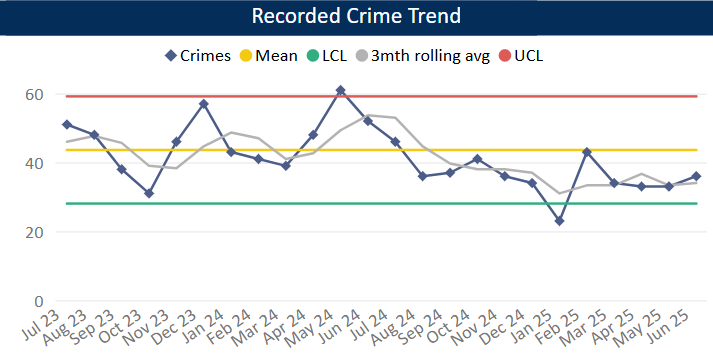 Recorded Crime Trend
Crimes Mean LCL 3mth rolling avg UCL
60
40
20
0
Jul 23 Aug 23 Sep 23 Oct 23 Nov 23 Dec 23 Jan 24 Feb 24 Mar 24 Apr 24 May 24 Jun 24 Jul 24 Aug 24 Sep 24 Oct 24 Nov 24 Dec 24 Jan 25 Feb 25 Mar 25 Apr 25 May 25 Jun 25